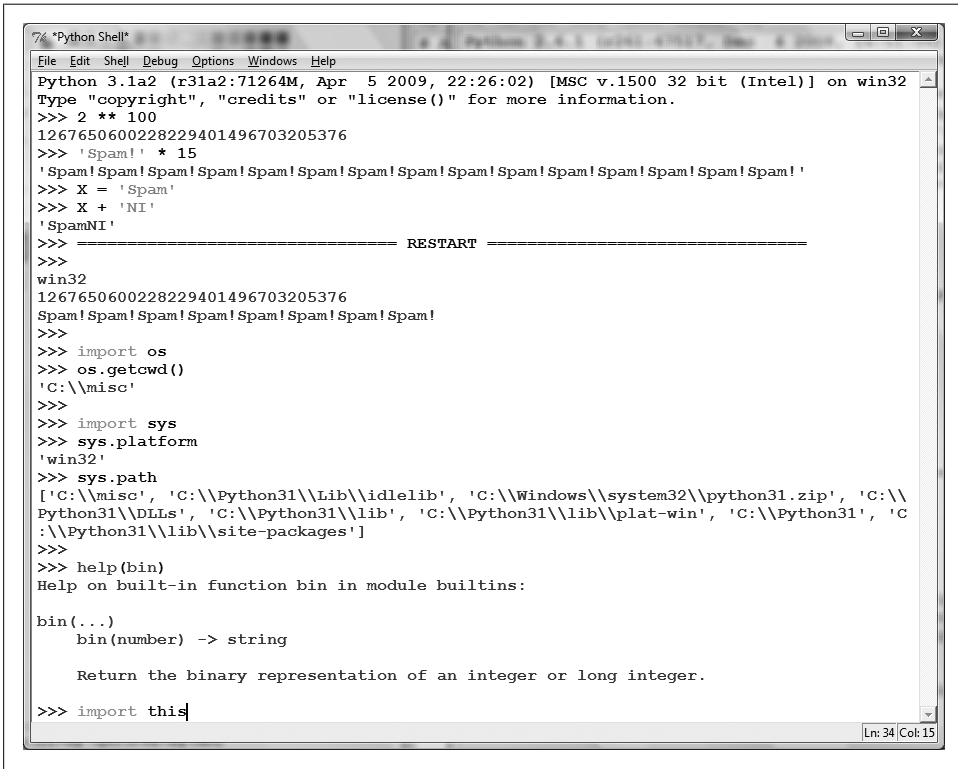 *Python Shell*
File Edit Shell Debug Options Windows Help
Python 3.1a2 (r31a2:71264M, Apr  5 2009, 22:26:02) [MSC v.1500 32 bit (Intel)] on win32
Type "copyright", "credits" or "license()" for more information.
>>> 2 ** 100
1267650600228229401496703205376
>>> 'Spam!' * 15
'Spam!Spam!Spam!Spam!Spam!Spam!Spam!Spam!Spam!Spam!Spam!Spam!Spam!Spam!Spam!'
>>> X = 'Spam'
>>> X + 'NI'
'SpamNI'
>>> ================================ RESTART ================================
>>>
win32
1267650600228229401496703205376
Spam!Spam!Spam!Spam!Spam!Spam!Spam!Spam!
>>>
>>> import os
>>> os.getcwd()
'C:\\misc'
>>>
>>> import sys
>>> sys.platform
'win32'
>>> sys.path
['C:\\misc', 'C:\\Python31\\Lib\\idlelib', 'C:\\Windows\\system32\\python31.zip', 'C:\\
Python31\\DLLs', 'C:\\Python31\\lib', 'C:\\Python31\\lib\\plat-win', 'C:\\Python31', 'C
:\\Python31\\lib\\site-packages']
>>>
>>> help(bin)
Help on built-in function bin in module builtins:
bin(...)
    bin(number) -> string
    Return the binary representation of an integer or long integer.
>>> import this
Ln: 34 Col: 15